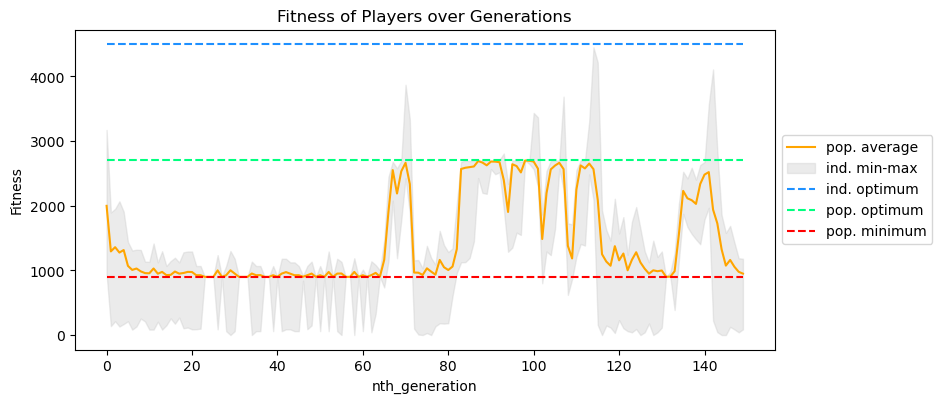 Fitness of Players over Generations
Fitness
4000
3000
2000
1000
0
0 20 40 60 80 100 120 140
nth_generation
pop. average
ind. min-max
ind. optimum
pop. optimum
pop. minimum